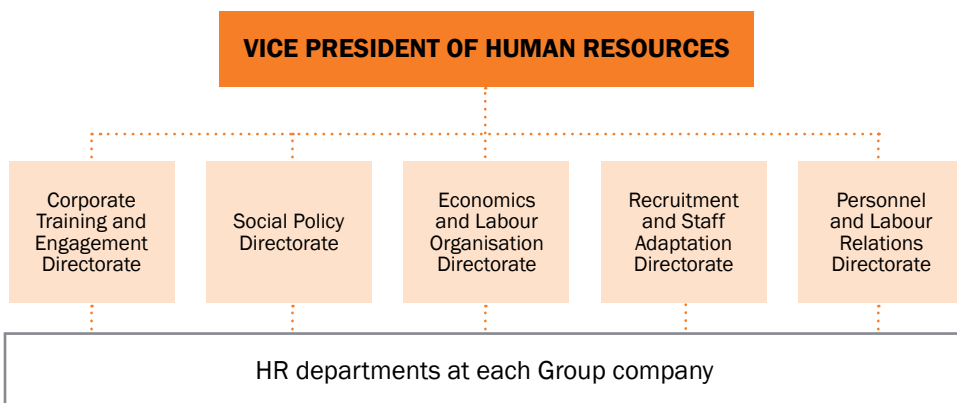 VICE PRESIDENT OF HUMAN RESOURCES
Corporate
Training and
Engagement
Directorate
Social Policy
Directorate
Economics
and Labour
Organisation
Directorate
Recruitment
and Staff
Adaptation
Directorate
Personnel
and Labour
Relations
Directorate
HR departments at each Group company